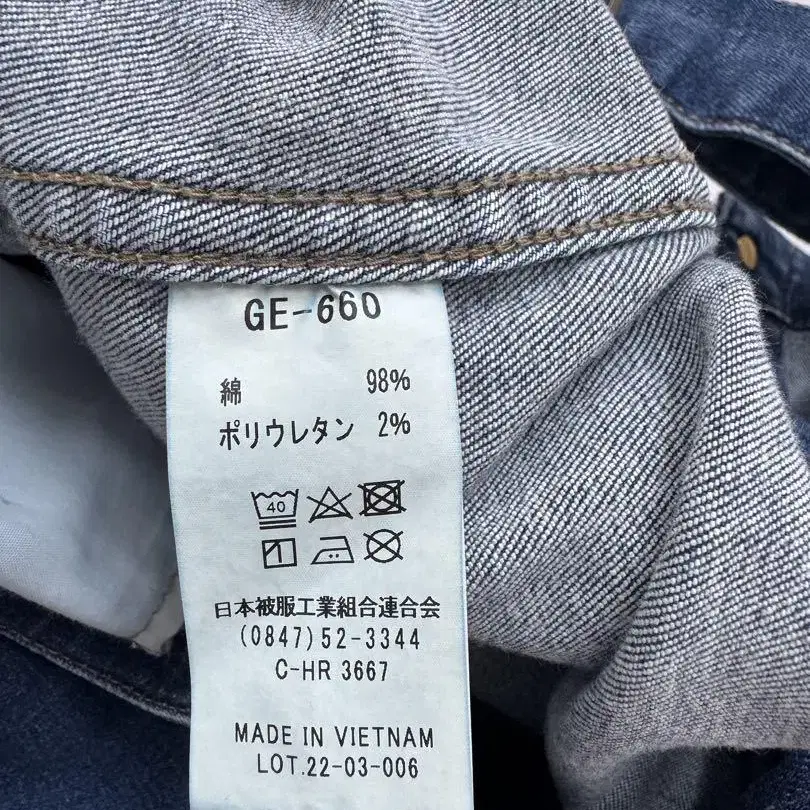 GE-660
綿 98%
ポリウレタン 2%
40
日本被服工業組合連合会
(0847)52-3344
C-HR 3667
MADE IN VIETNAM
LOT.22-03-006